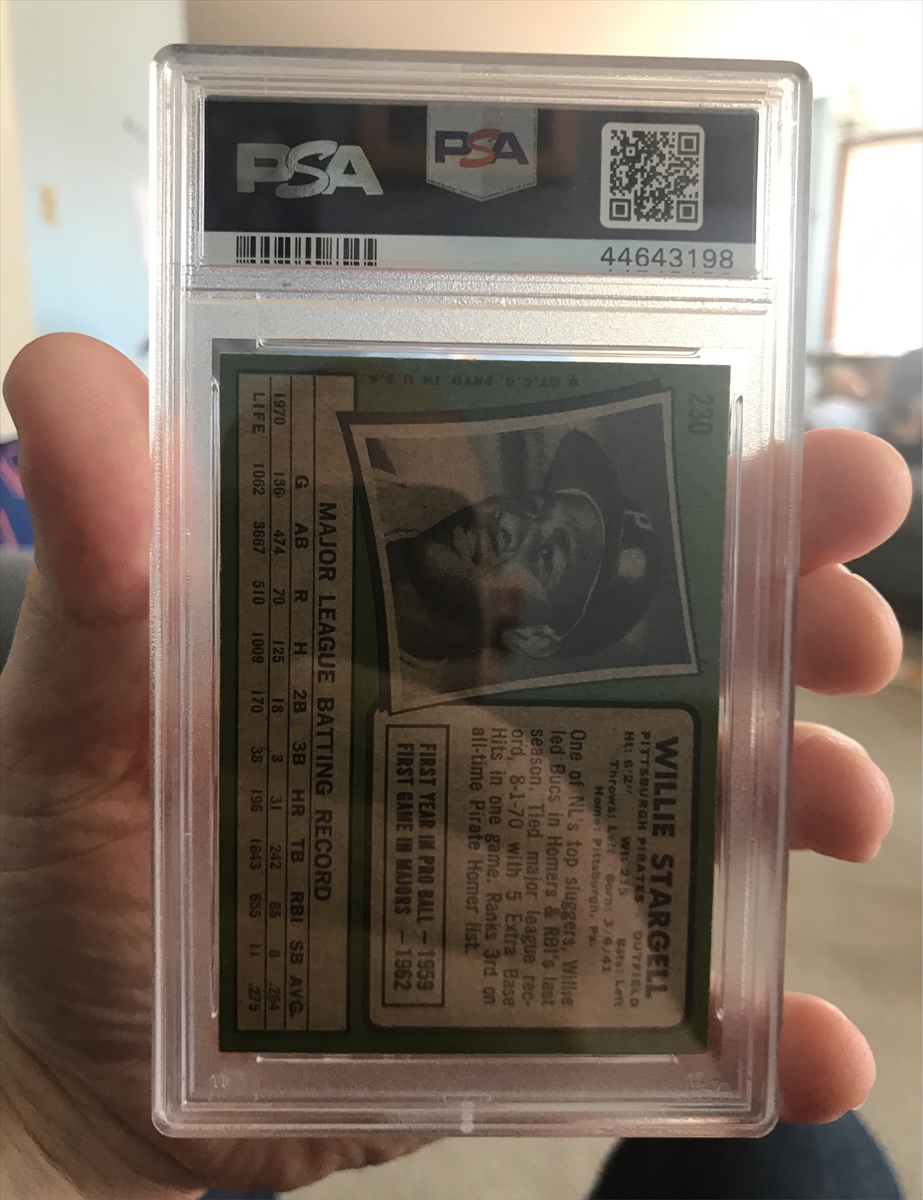 PSA
PSA
44643198
230
*©T.C.G. PRTD. IN U.S.A.
WILLIE STARGELL
PITTSBURGH PIRATES OUTFIELD
Ht: 6'2" Wt: 215 Bats: Left
Throws: Left Born: 3/6/41
Home: Pittsburgh, Pa.
One of NL's top sluggers, Willie
led Bucs in Homers & RBI's last
season. Tied major league rec-
ord, 8-1-70 with 5 Extra Base
Hits in one game. Ranks 3rd on
all-time Pirate Homer list.
FIRST YEAR IN PRO BALL — 1959
FIRST GAME IN MAJORS — 1962
P
MAJOR LEAGUE BATTING RECORD
G AB R H 2B 3B HR TB RBI SB AVG.
1970 136 474 70 125 18 3 31 242 85 0 .264
LIFE 1062 3667 510 1009 170 38 196 1843 655 11 .275